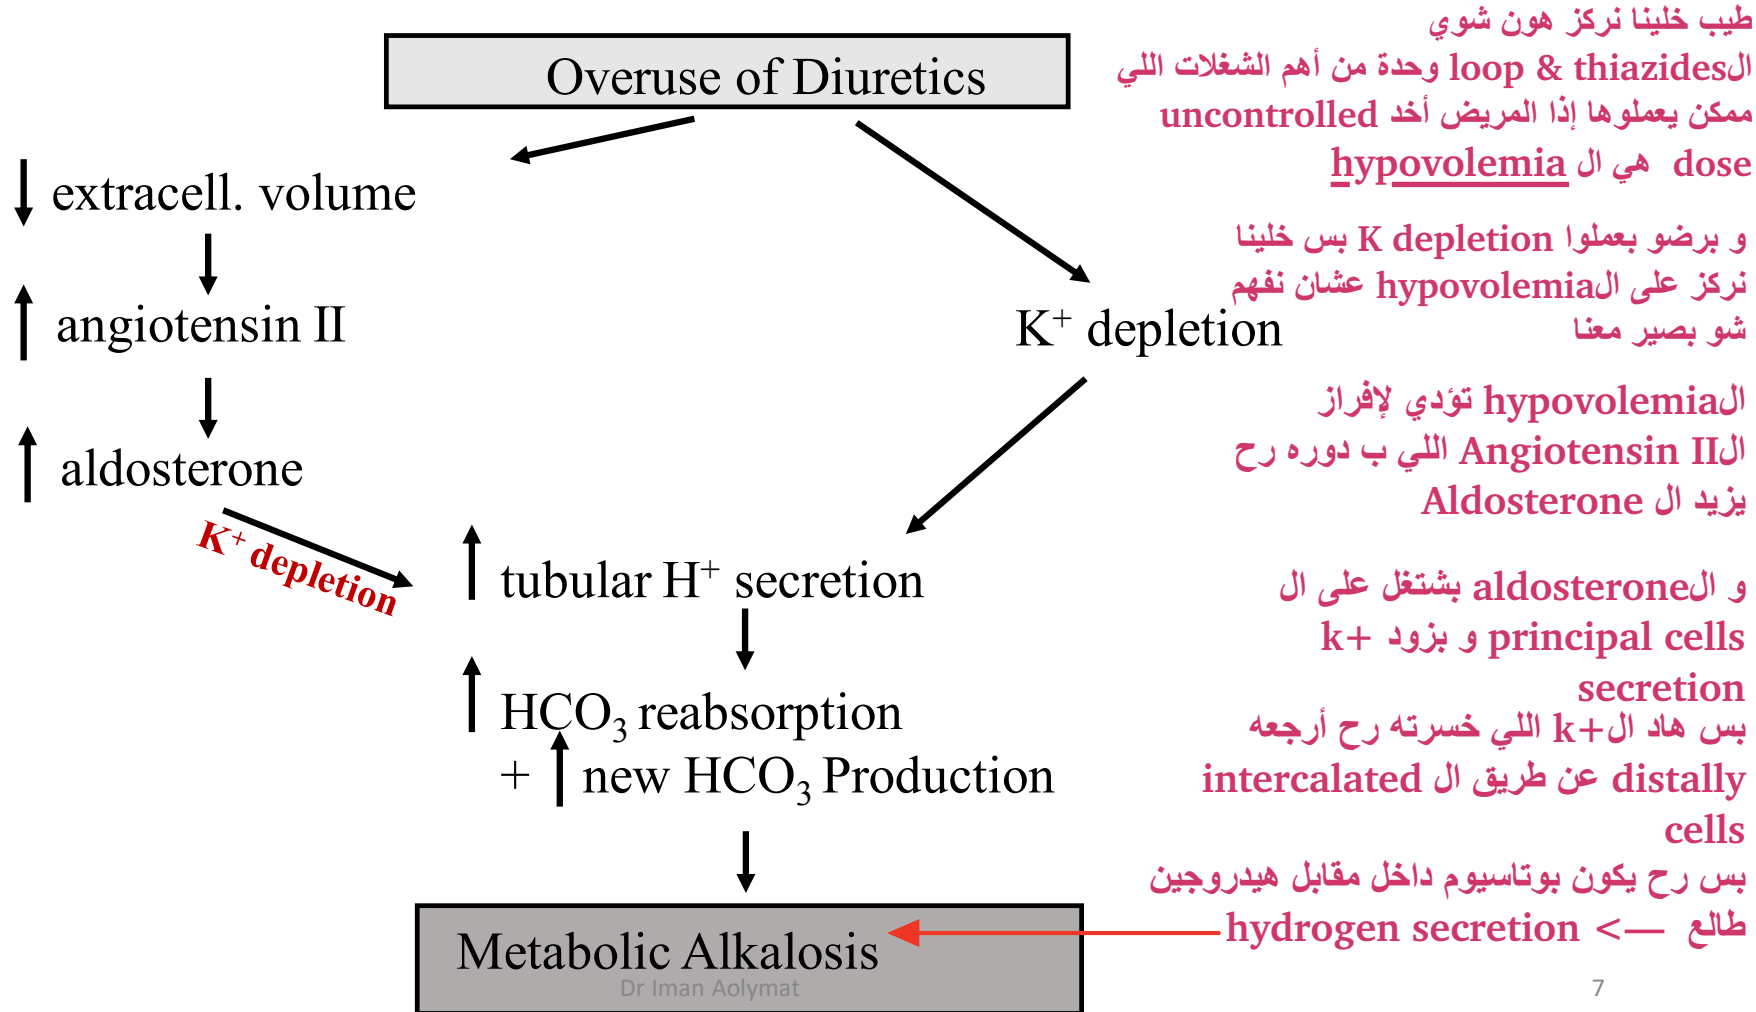 Overuse of Diuretics
extracell. volume
angiotensin II
aldosterone
K⁺ depletion
K⁺ depletion
tubular H⁺ secretion
HCO₃ reabsorption
+ new HCO₃ Production
Metabolic Alkalosis
طيب خلينا نركز هون شوي
الloop & thiazides وحدة من أهم الشغلات اللي
ممكن يعملوها إذا المريض أخد uncontrolled
dose هي ال hypovolemia
و برضو بعملوا K depletion بس خلينا
نركز على الhypovolemia عشان نفهم
شو بصير معنا
الhypovolemia تؤدي لإفراز
الAngiotensin II اللي ب دوره رح
يزيد ال Aldosterone
و الaldosterone بشتغل على ال
principal cells و بزود k+
secretion
بس هاد الk+ اللي خسرته رح أرجعه
distally عن طريق ال intercalated
cells
بس رح يكون بوتاسيوم داخل مقابل هيدروجين
طالع —> hydrogen secretion
Dr Iman Aolymat
7